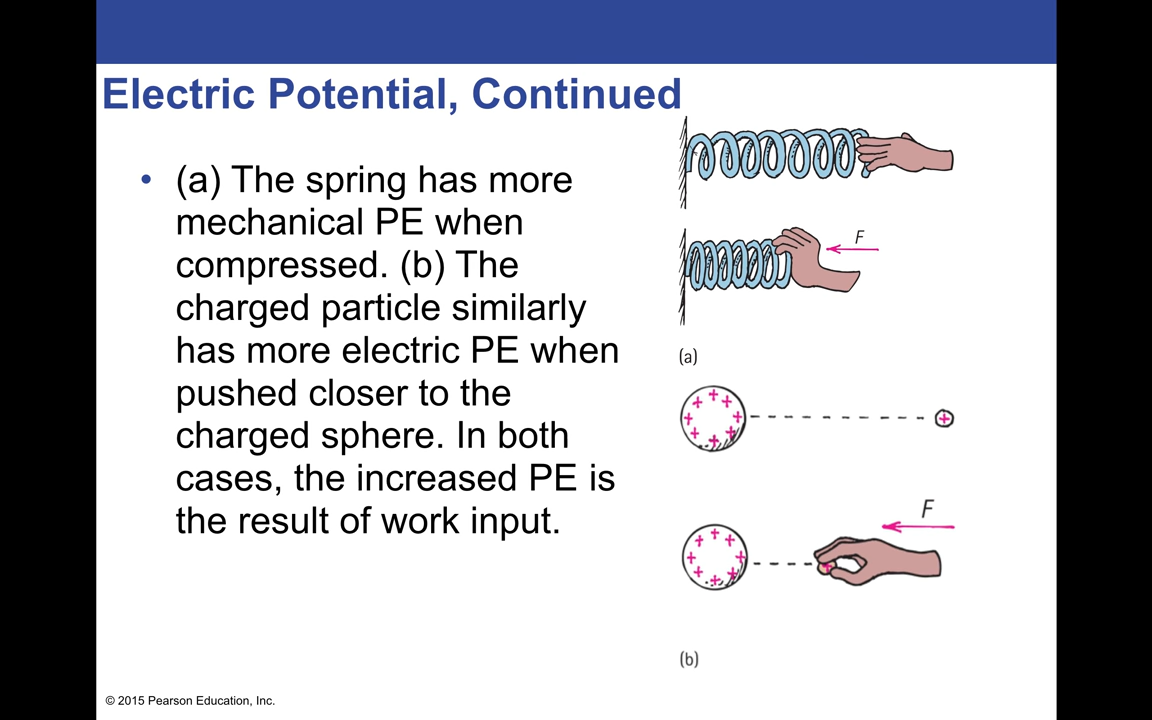 Electric Potential, Continued
• (a) The spring has more
mechanical PE when
compressed. (b) The
charged particle similarly
has more electric PE when
pushed closer to the
charged sphere. In both
cases, the increased PE is
the result of work input.
F
(a)
+ + + + + + + + +
+
F
+ + + + + + + + +
+
(b)
© 2015 Pearson Education, Inc.